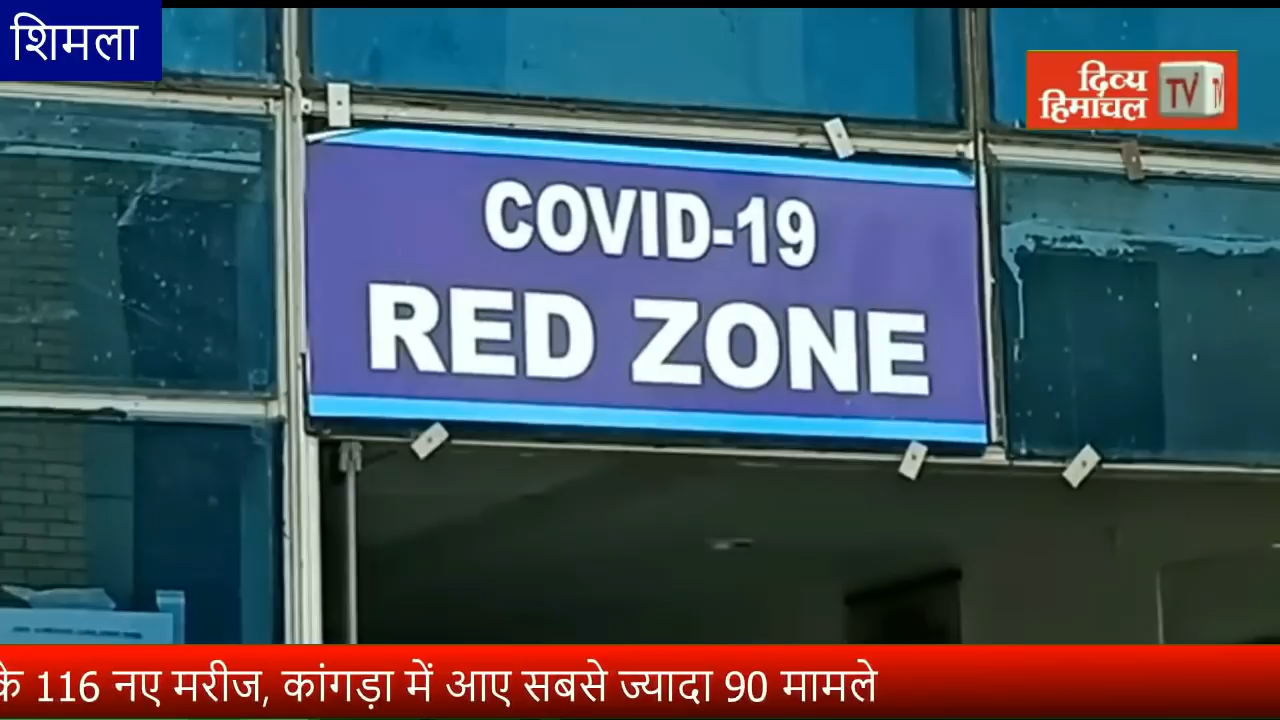 शिमला
दिव्य
हिमाचल
TV
COVID-19
RED ZONE
के 116 नए मरीज, कांगड़ा में आए सबसे ज्यादा 90 मामले